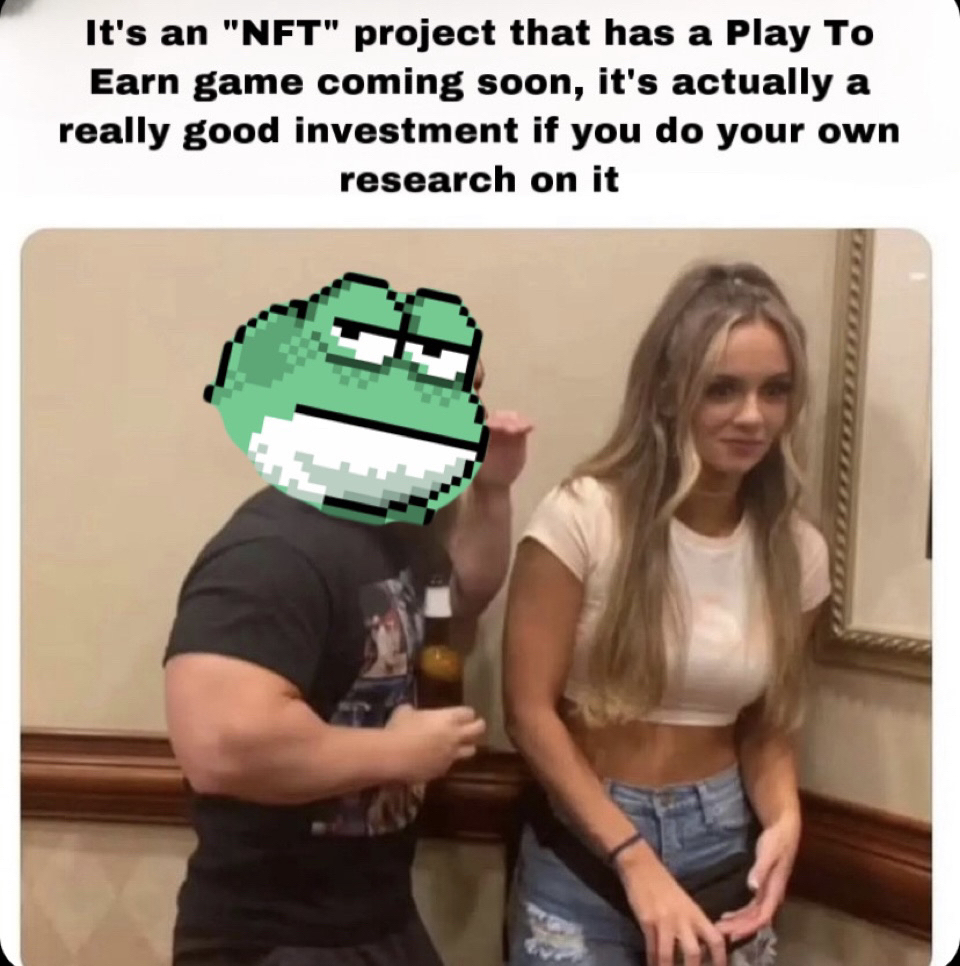 It's an "NFT" project that has a Play To
Earn game coming soon, it's actually a
really good investment if you do your own
research on it